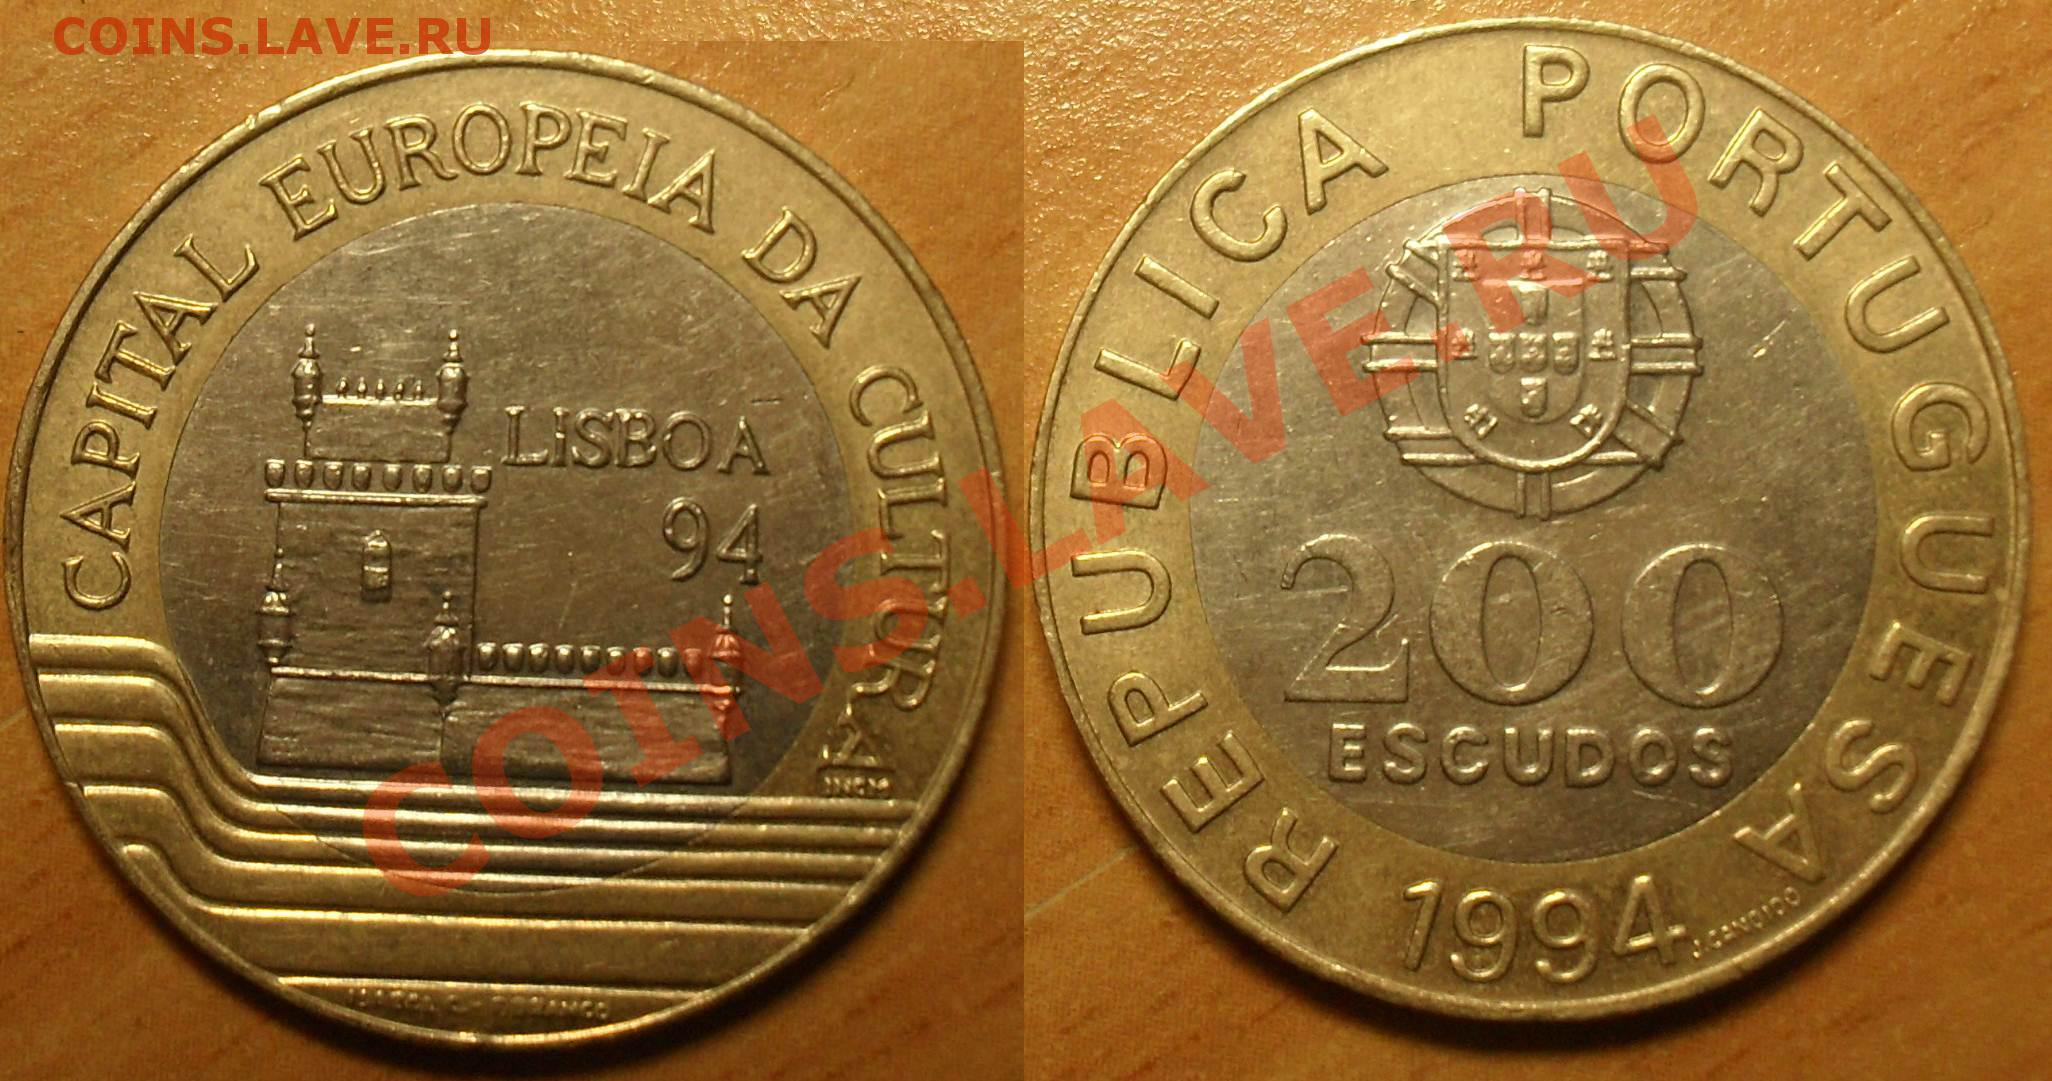 COINS.LAVE.RU
CAPITAL EUROPEIA DA CULTURA
LISBOA
94
INCM
REPUBLICA PORTUGUESA
200
ESCUDOS
1994
J. CANDIDO
COINS.LAVE.RU